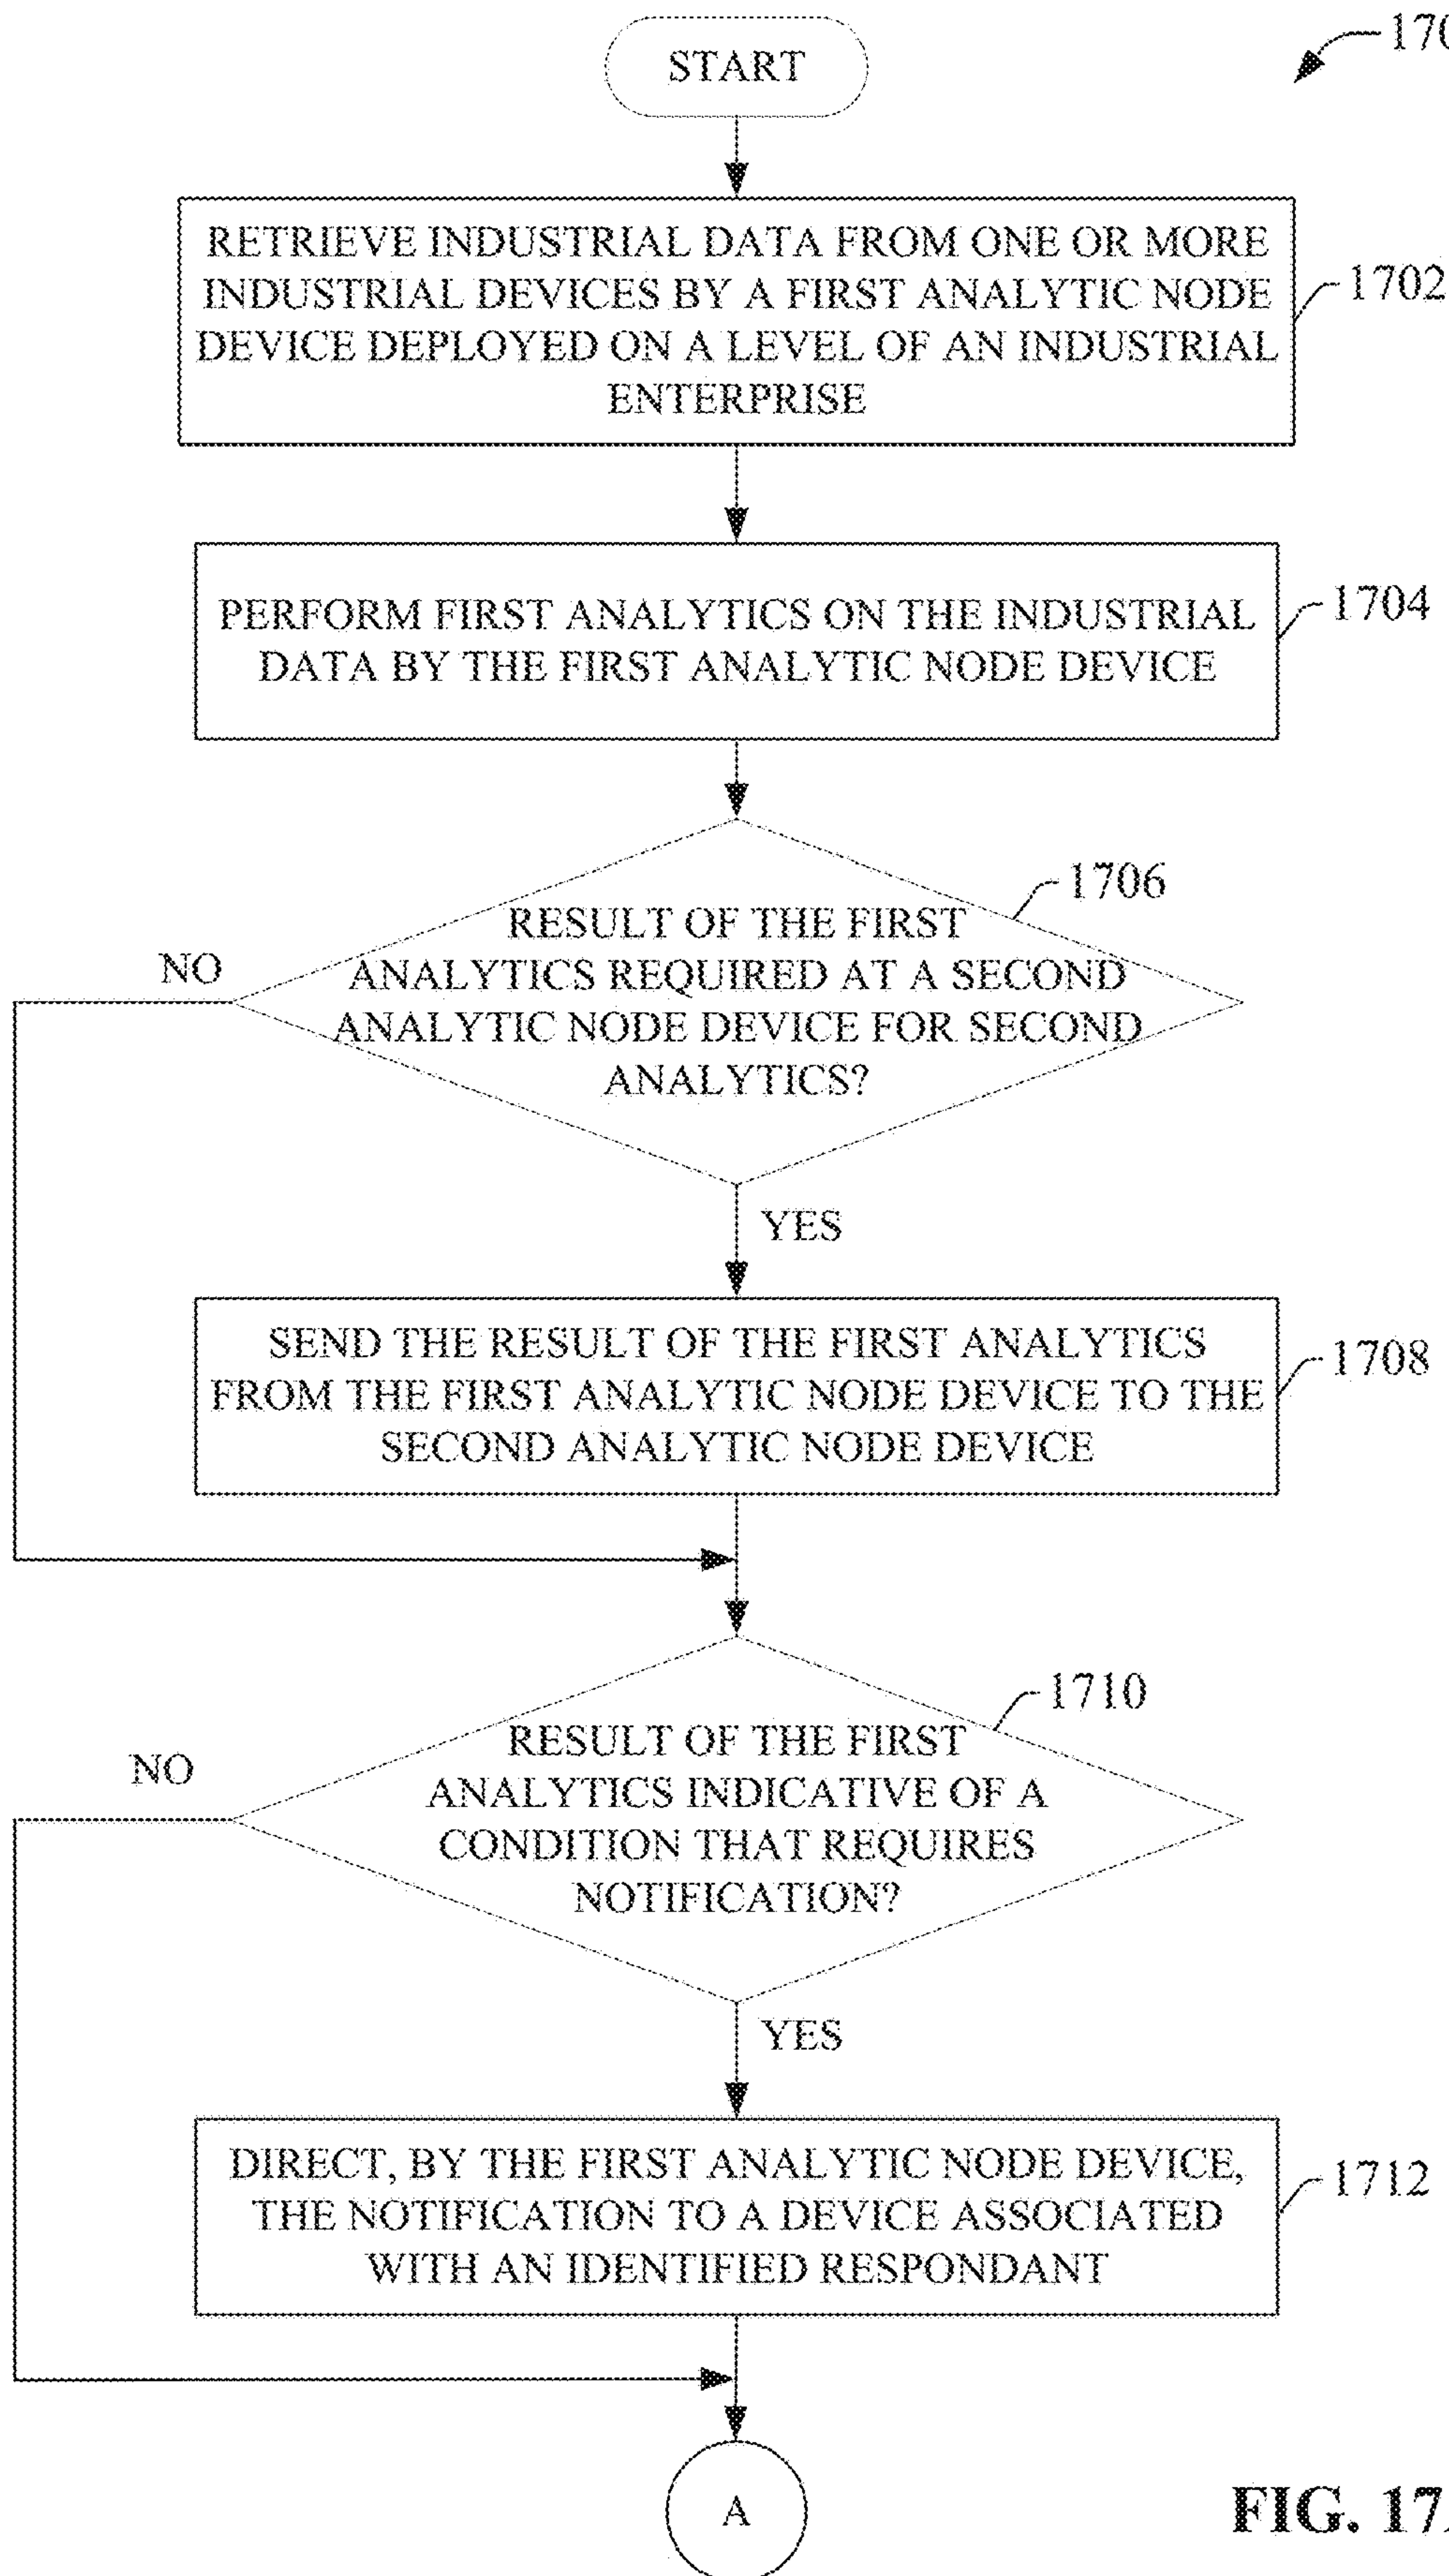 START
170
RETRIEVE INDUSTRIAL DATA FROM ONE OR MORE
INDUSTRIAL DEVICES BY A FIRST ANALYTIC NODE
DEVICE DEPLOYED ON A LEVEL OF AN INDUSTRIAL
ENTERPRISE
1702
PERFORM FIRST ANALYTICS ON THE INDUSTRIAL
DATA BY THE FIRST ANALYTIC NODE DEVICE
1704
1706
RESULT OF THE FIRST
ANALYTICS REQUIRED AT A SECOND
ANALYTIC NODE DEVICE FOR SECOND
ANALYTICS?
NO
YES
SEND THE RESULT OF THE FIRST ANALYTICS
FROM THE FIRST ANALYTIC NODE DEVICE TO THE
SECOND ANALYTIC NODE DEVICE
1708
1710
RESULT OF THE FIRST
ANALYTICS INDICATIVE OF A
CONDITION THAT REQUIRES
NOTIFICATION?
NO
YES
DIRECT, BY THE FIRST ANALYTIC NODE DEVICE,
THE NOTIFICATION TO A DEVICE ASSOCIATED
WITH AN IDENTIFIED RESPONDANT
1712
A
FIG. 17